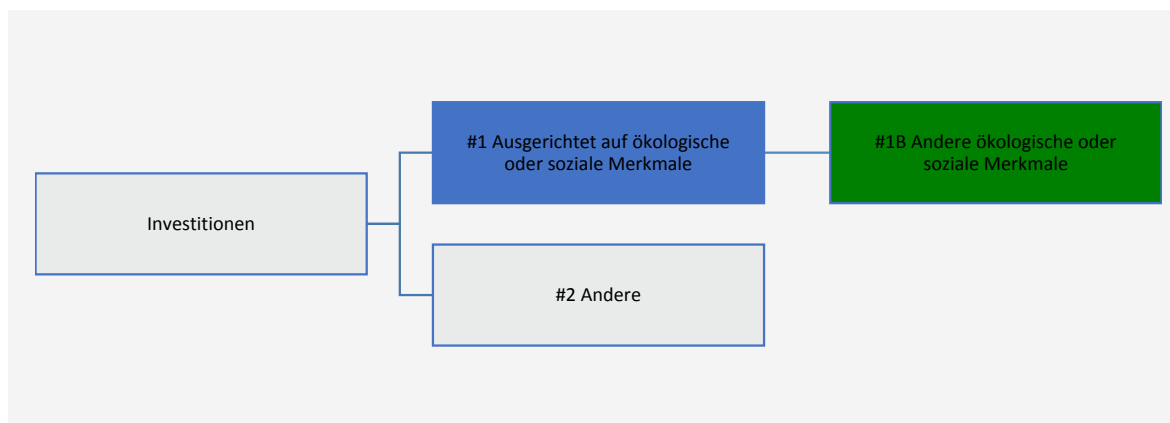 #1 Ausgerichtet auf ökologische
oder soziale Merkmale
#1B Andere ökologische oder
soziale Merkmale
Investitionen
#2 Andere